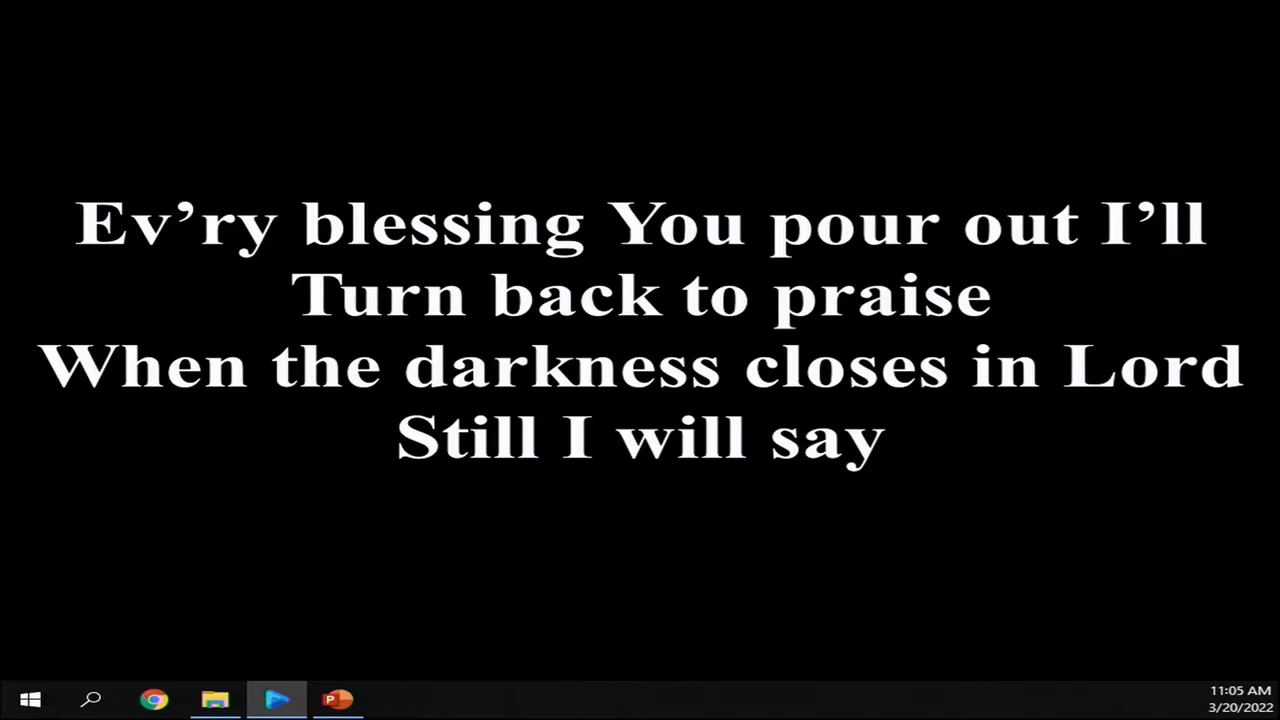 Ev’ry blessing You pour out I’ll
Turn back to praise
When the darkness closes in Lord
Still I will say
P
11:05 AM
3/20/2022